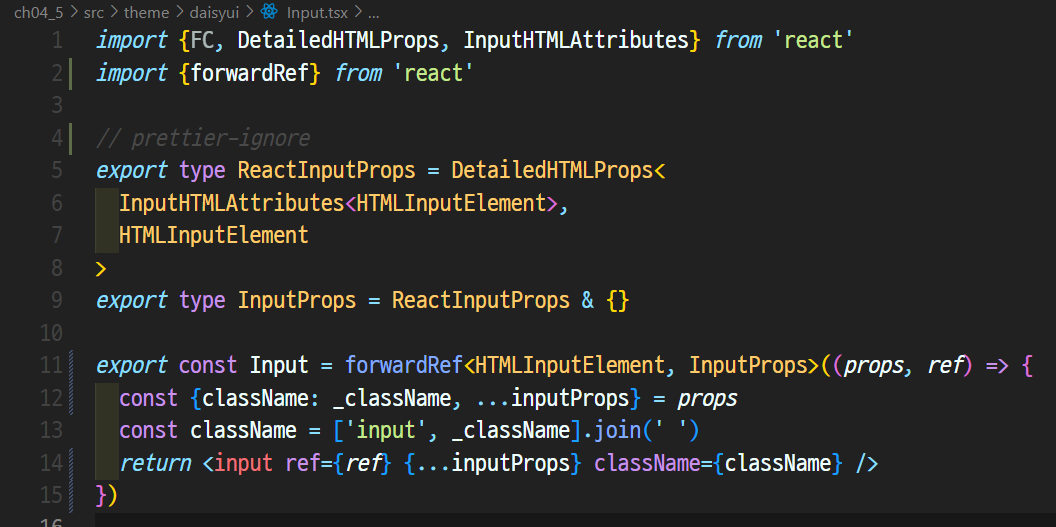 ch04_5 > src > theme > daisyui > Input.tsx > ...
1 import {FC, DetailedHTMLProps, InputHTMLAttributes} from 'react'
2 import {forwardRef} from 'react'
3
4 // prettier-ignore
5 export type ReactInputProps = DetailedHTMLProps<
6 InputHTMLAttributes<HTMLInputElement>,
7 HTMLInputElement
8 >
9 export type InputProps = ReactInputProps & {}
10
11 export const Input = forwardRef<HTMLInputElement, InputProps>((props, ref) => {
12 const {className: _className, ...inputProps} = props
13 const className = ['input', _className].join(' ')
14 return <input ref={ref} {...inputProps} className={className} />
15 })
16